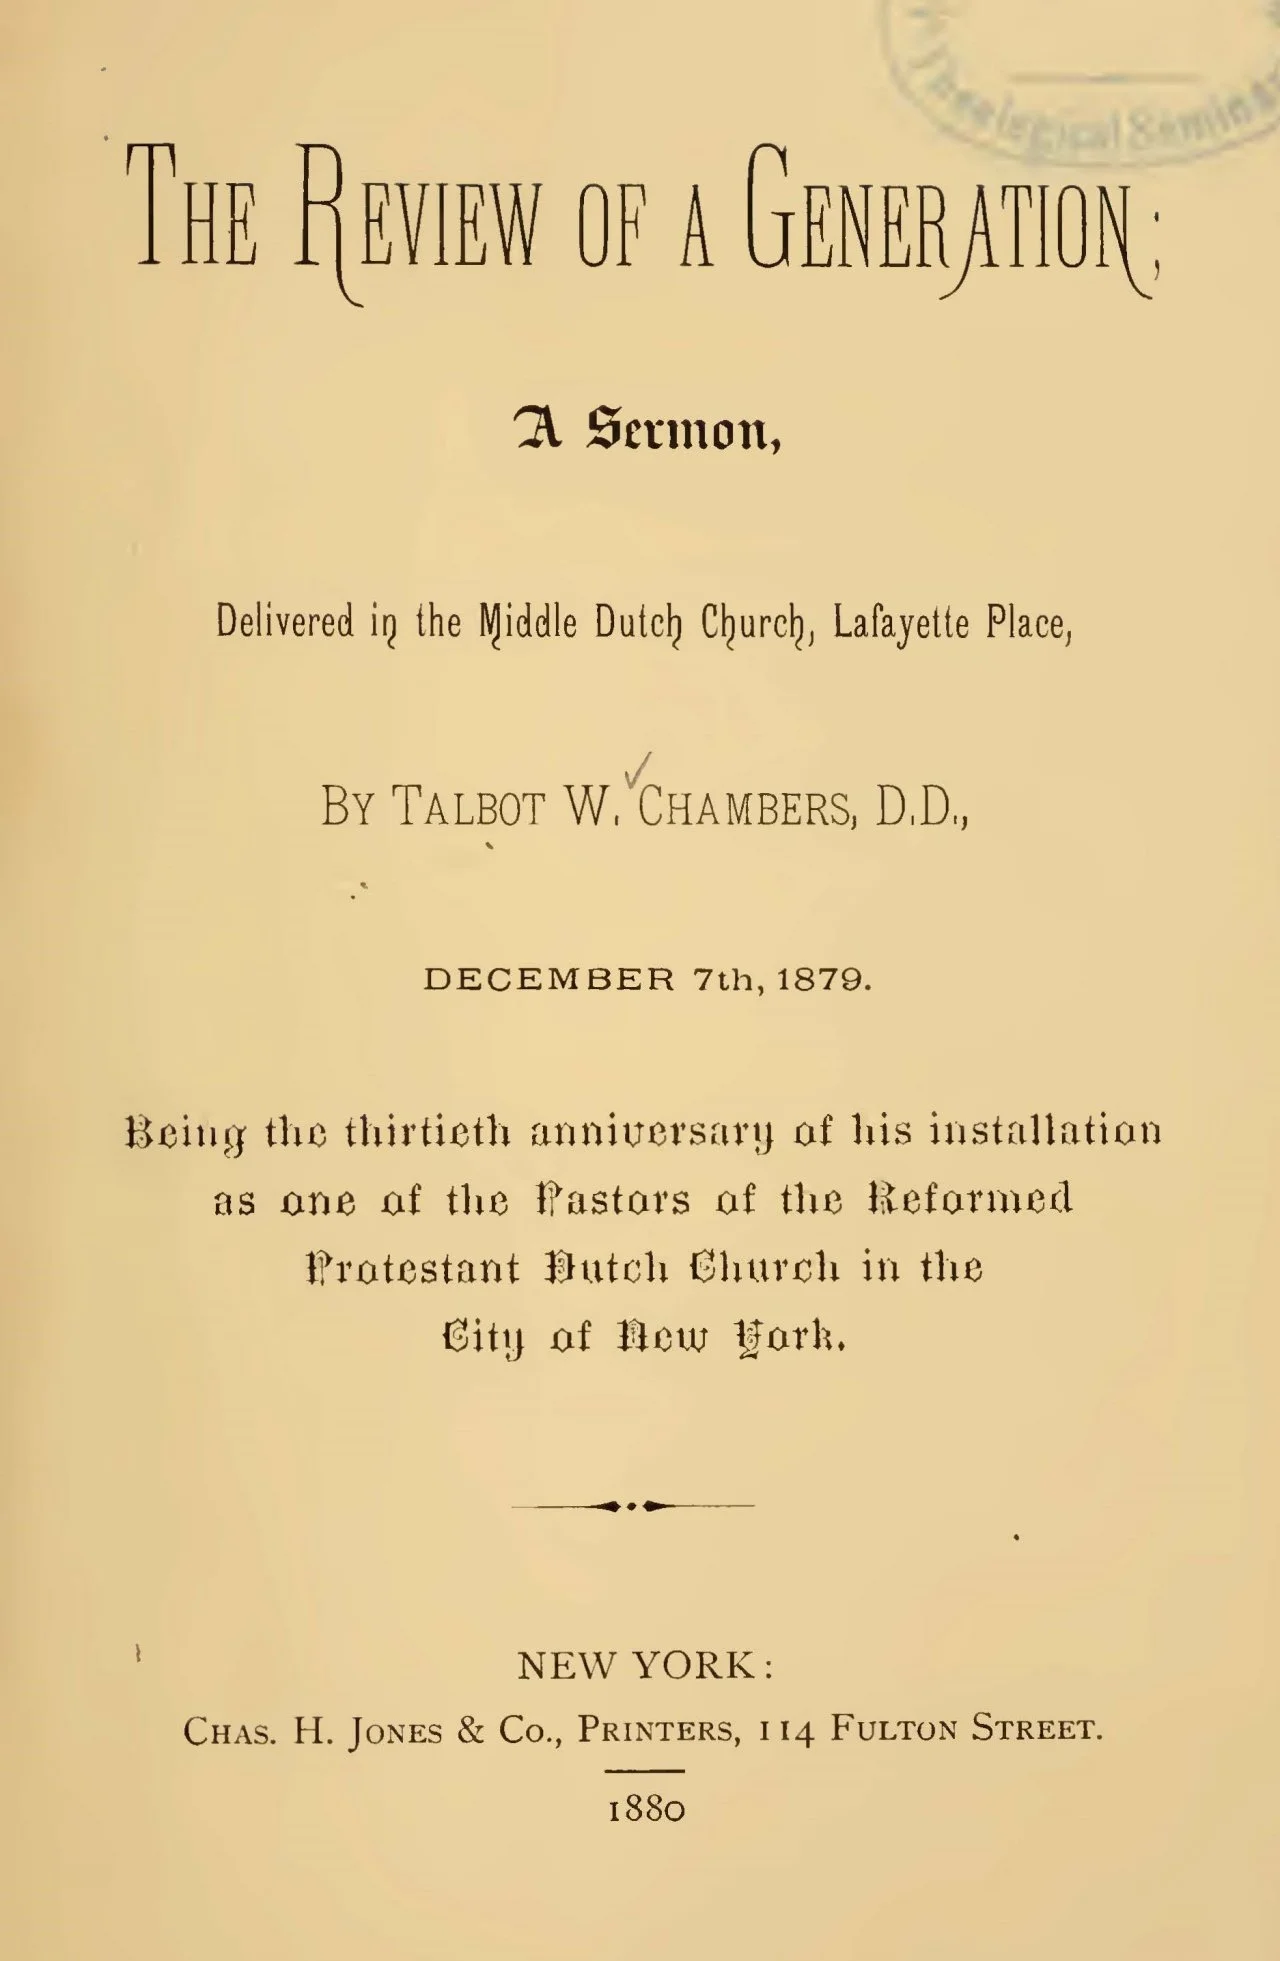 Theological Semin
THE REVIEW OF A GENERATION;
A Sermon,
Delivered in the Middle Dutch Church, Lafayette Place,
BY TALBOT W. CHAMBERS, D.D.,
DECEMBER 7th, 1879.
Being the thirtieth anniversary of his installation
as one of the Pastors of the Reformed
Protestant Dutch Church in the
City of New York.
NEW YORK:
CHAS. H. JONES & CO., PRINTERS, 114 FULTON STREET.
1880